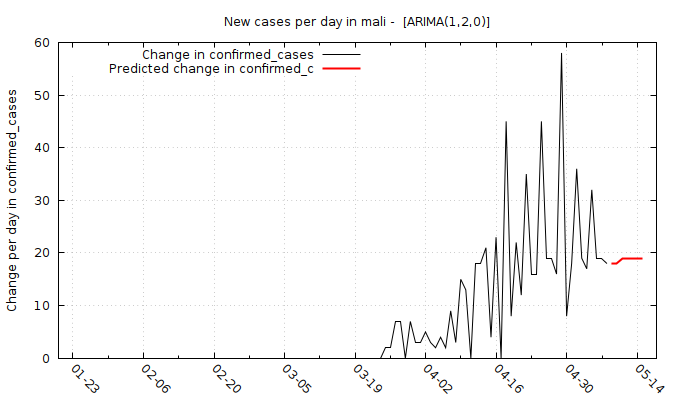 New cases per day in mali -  [ARIMA(1,2,0)]
Change in confirmed_cases
Predicted change in confirmed_c
Change per day in confirmed_cases
60
50
40
30
20
10
0
01-23 02-06 02-20 03-05 03-19 04-02 04-16 04-30 05-14